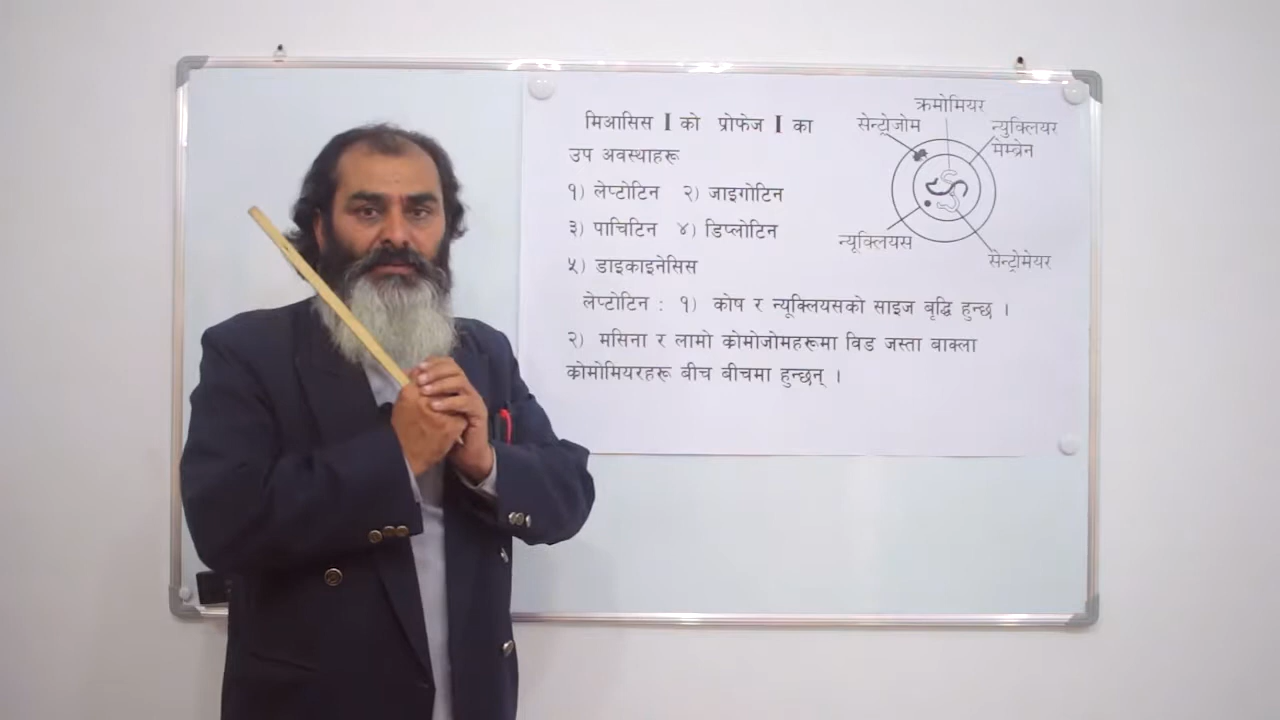 मिआसिस I को प्रोफेज I का
उप अवस्थाहरू
१) लेप्टोटिन २) जाइगोटिन
३) पाचिटिन ४) डिप्लोटिन
५) डाइकाइनेसिस
लेप्टोटिन : १) कोष र न्यूक्लियसको साइज बृद्धि हुन्छ ।
२) मसिना र लामो क्रोमोजोमहरूमा विड जस्ता बाक्ला
क्रोमोमियरहरू बीच बीचमा हुन्छन् ।
क्रमोमियर
सेन्ट्रोजोम
न्युक्लियर
मेम्ब्रेन
न्यूक्लियस
सेन्ट्रोमेयर